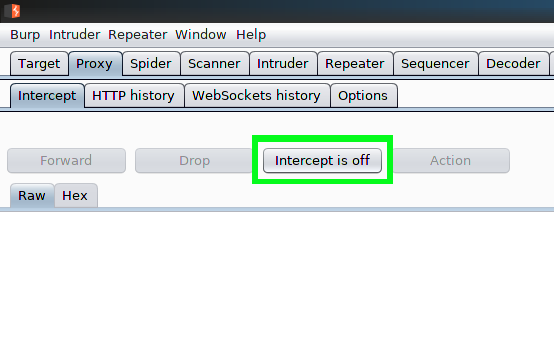 Burp Intruder Repeater Window Help
Target Proxy Spider Scanner Intruder Repeater Sequencer Decoder
Intercept HTTP history WebSockets history Options
Forward Drop Intercept is off Action
Raw Hex